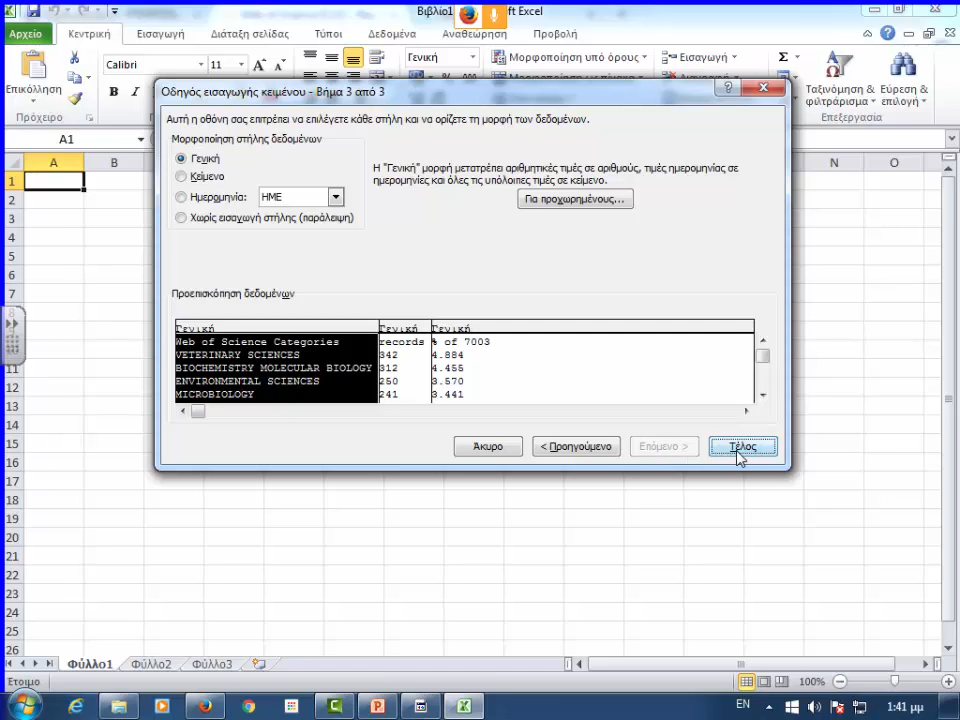 Βιβλίο1
ft Excel
Αρχείο Κεντρική Εισαγωγή Διάταξη σελίδας Τύποι Δεδομένα Αναθεώρηση Προβολή
Επικόλληση
Πρόχειρο
Calibri 11
B I
Γενική
Μορφοποίηση υπό όρους
Εισαγωγή
Σ
Ταξινόμηση & φιλτράρισμα
Εύρεση & επιλογή
Επεξεργασία
A1
A B N O
Οδηγός εισαγωγής κειμένου - Βήμα 3 από 3
Αυτή η οθόνη σας επιτρέπει να επιλέγετε κάθε στήλη και να ορίζετε τη μορφή των δεδομένων.
Μορφοποίηση στήλης δεδομένων
Γενική
Κείμενο
Ημερομηνία: ΗΜΕ
Χωρίς εισαγωγή στήλης (παράλειψη)
Η "Γενική" μορφή μετατρέπει αριθμητικές τιμές σε αριθμούς, τιμές ημερομηνίας σε
ημερομηνίες και όλες τις υπόλοιπες τιμές σε κείμενο.
Για προχωρημένους...
Προεπισκόπηση δεδομένων
Γενική Γενική Γενική
Web of Science Categories records % of 7003
VETERINARY SCIENCES 342 4.884
BIOCHEMISTRY MOLECULAR BIOLOGY 312 4.455
ENVIRONMENTAL SCIENCES 250 3.570
MICROBIOLOGY 241 3.441
Άκυρο < Προηγούμενο Επόμενο > Τέλος
1
2
3
4
5
6
7
11
12
13
14
15
16
17
18
19
20
21
22
23
24
25
26
Φύλλο1 Φύλλο2 Φύλλο3
Έτοιμο
100%
EN
1:41 μμ